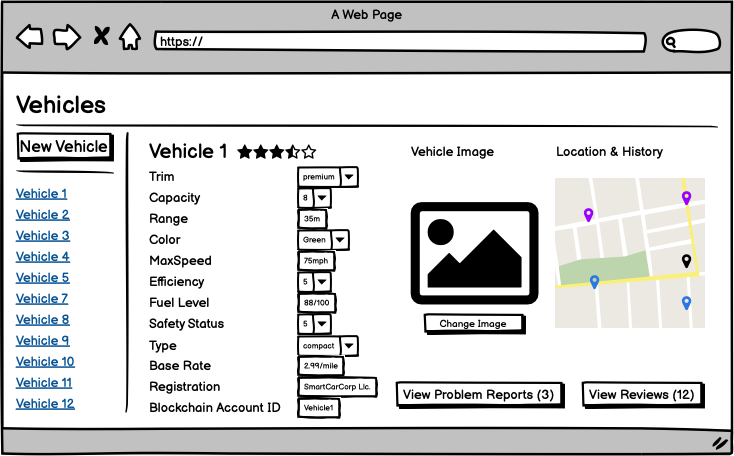 A Web Page
https://
Vehicles
New Vehicle
Vehicle 1
Vehicle 2
Vehicle 3
Vehicle 4
Vehicle 5
Vehicle 7
Vehicle 8
Vehicle 9
Vehicle 10
Vehicle 11
Vehicle 12
Vehicle 1
Trim premium
Capacity 8
Range 35m
Color Green
MaxSpeed 75mph
Efficiency 5
Fuel Level 88/100
Safety Status 5
Type compact
Base Rate 2.99/mile
Registration SmartCarCorp Llc.
Blockchain Account ID Vehicle1
Vehicle Image
Change Image
Location & History
View Problem Reports (3)
View Reviews (12)